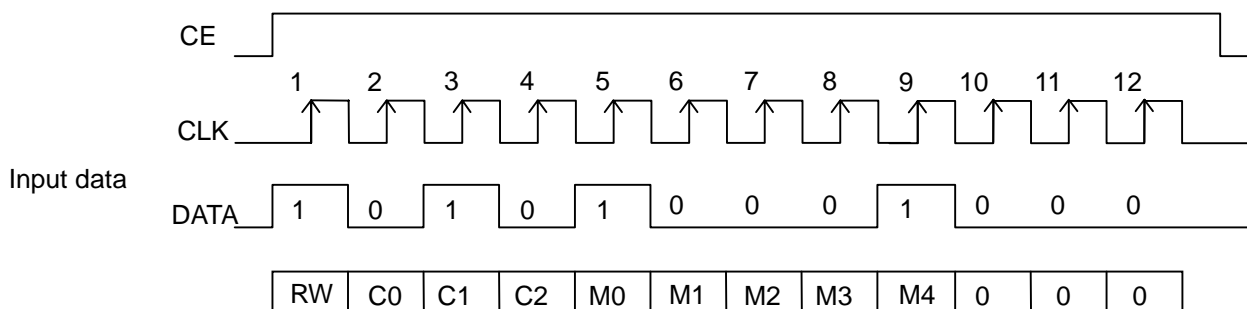 CE
1 2 3 4 5 6 7 8 9 10 11 12
CLK
Input data
DATA 1 0 1 0 1 0 0 0 1 0 0 0
RW C0 C1 C2 M0 M1 M2 M3 M4 0 0 0